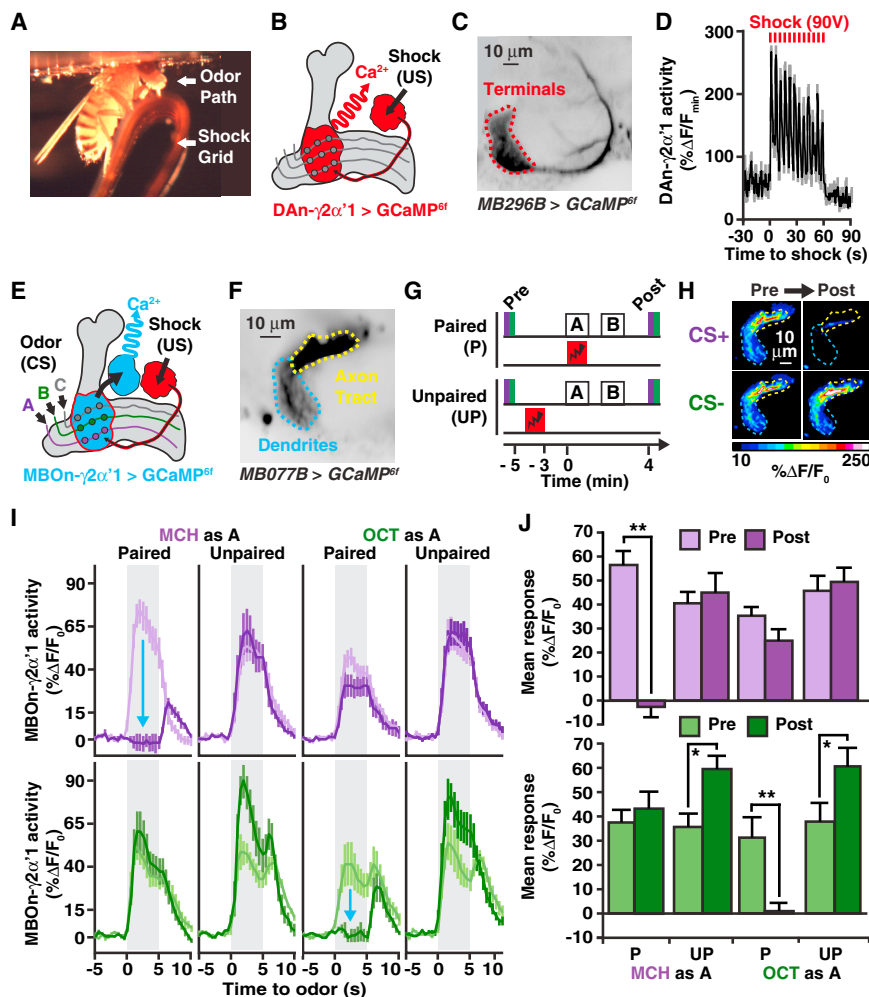 A
Odor
Path
Shock
Grid
B
Ca2+
Shock
(US)
DAn-γ2α'1 > GCaMP6f
C
10 μm
Terminals
MB296B > GCaMP6f
D
Shock (90V)
DAn-γ2α'1 activity
(%ΔF/Fmin)
300
200
100
0
-30 0 30 60 90
Time to shock (s)
E
Ca2+
Shock
(US)
Odor
(CS)
A
B
C
MBOn-γ2α'1 > GCaMP6f
F
10 μm
Axon
Tract
Dendrites
MB077B > GCaMP6f
G
Pre
Post
Paired
(P)
A
B
Unpaired
(UP)
A
B
- 5 - 3 0 4
Time (min)
H
Pre Post
CS+
10
μm
CS-
10 250
%ΔF/F0
I
MCH as A OCT as A
Paired Unpaired Paired Unpaired
MBOn-γ2α'1 activity
(%ΔF/F0)
90
65
40
15
0
MBOn-γ2α'1 activity
(%ΔF/F0)
90
65
40
15
0
-5 0 5 10 -5 0 5 10 -5 0 5 10 -5 0 5 10
Time to odor (s)
J
Mean response
(%ΔF/F0)
70
60
50
40
30
20
10
0
-10
**
Pre Post
Mean response
(%ΔF/F0)
70
60
50
40
30
20
10
0
-10
Pre Post
*
**
*
P UP P UP
MCH as A OCT as A